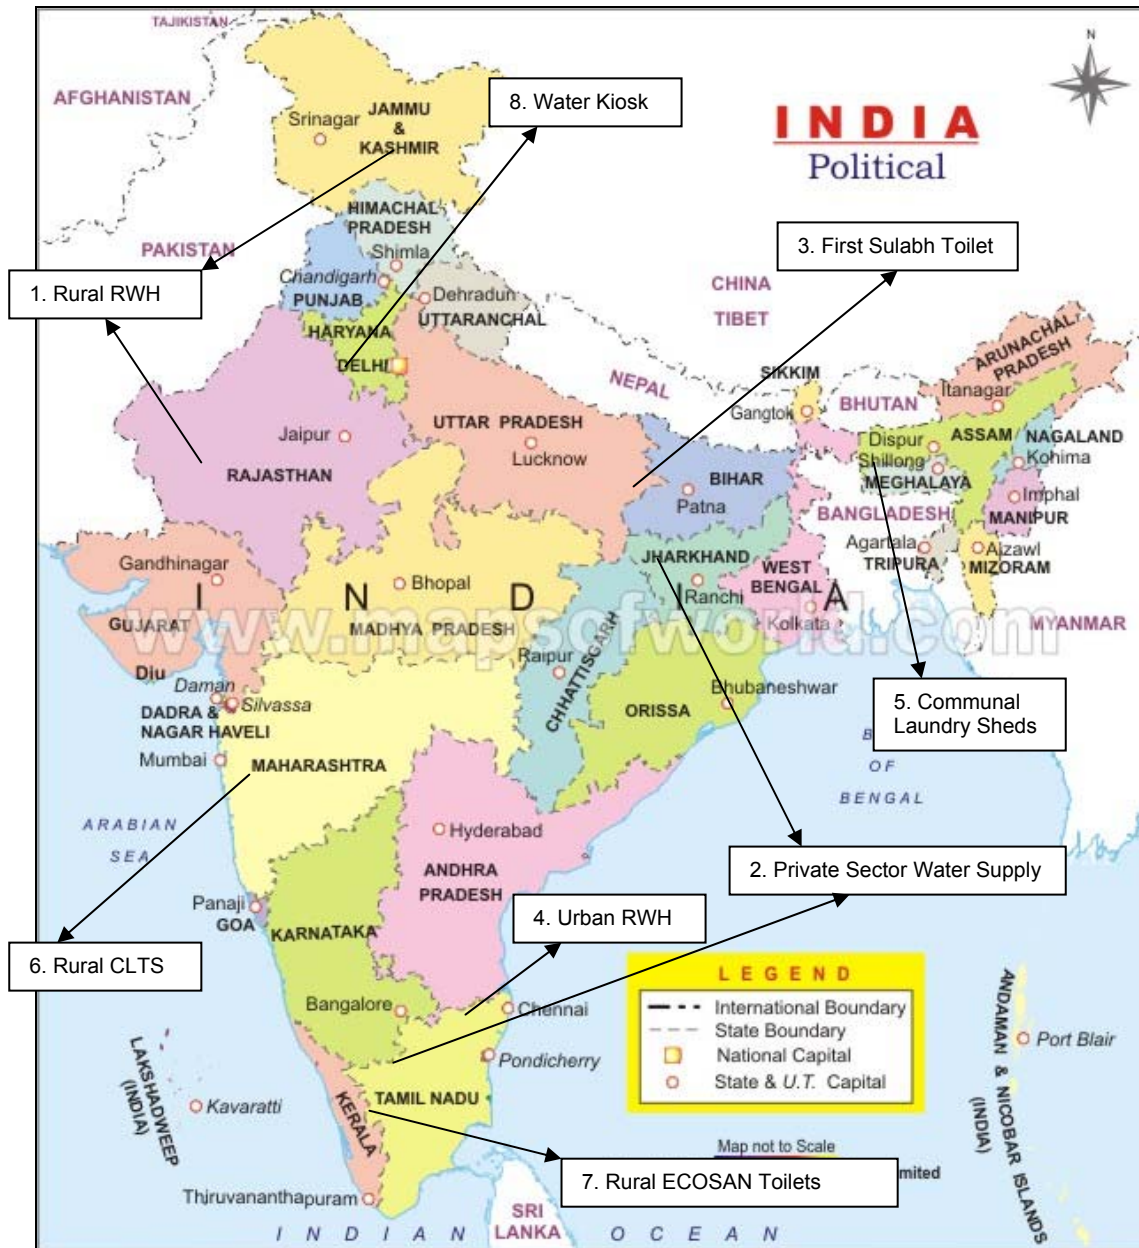 TAJIKISTAN
AFGHANISTAN
8. Water Kiosk
N
JAMMU
&
KASHMIR
Srinagar
INDIA
Political
HIMACHAL
PRADESH
PAKISTAN
Shimla
3. First Sulabh Toilet
1. Rural RWH
Chandigarh
PUNJAB
Dehradun
UTTARANCHAL
CHINA
TIBET
HARYANA
DELHI
NEPAL
SIKKIM
Gangtok
BHUTAN
ARUNACHAL
PRADESH
Itanagar
UTTAR PRADESH
Lucknow
Jaipur
RAJASTHAN
BIHAR
Patna
Dispur
ASSAM
Shillong
MEGHALAYA
NAGALAND
Kohima
Imphal
MANIPUR
BANGLADESH
Agartala
TRIPURA
Aizawl
MIZORAM
MYANMAR
Gandhinagar
GUJARAT
Diu
I N D I A
Bhopal
MADHYA PRADESH
JHARKHAND
Ranchi
WEST
BENGAL
Kolkata
www.mapsofworld.com
Raipur
CHHATTISGARH
ORISSA
Bhubaneshwar
Daman
Silvassa
DADRA &
NAGAR HAVELI
Mumbai
MAHARASHTRA
5. Communal
Laundry Sheds
B
OF
BENGAL
ARABIAN
SEA
Hyderabad
ANDHRA
PRADESH
2. Private Sector Water Supply
Panaji
GOA
KARNATAKA
4. Urban RWH
6. Rural CLTS
Bangalore
Chennai
Pondicherry
LEGEND
International Boundary
State Boundary
National Capital
State & U.T. Capital
ANDAMAN & NICOBAR ISLANDS
(INDIA)
Port Blair
LAKSHADWEEP
(INDIA)
Kavaratti
KERALA
TAMIL NADU
Map not to Scale
mited
7. Rural ECOSAN Toilets
Thiruvananthapuram
SRI
LANKA
INDIAN OCEAN